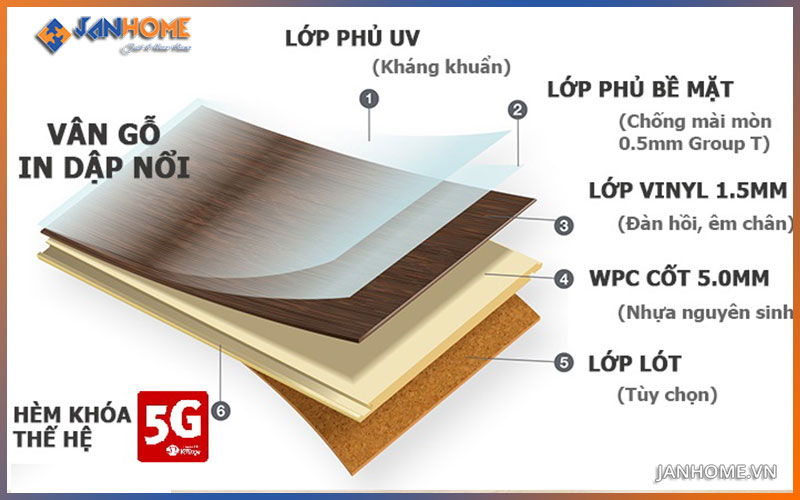 JANHOME
LỚP PHỦ UV
(Kháng khuẩn)
1
2
LỚP PHỦ BỀ MẶT
(Chống mài mòn
0.5mm Group T)
VÂN GỖ
IN DẬP NỔI
LỚP VINYL 1.5MM
3
(Đàn hồi, êm chân)
4
WPC CỐT 5.0MM
(Nhựa nguyên sinh
5
LỚP LÓT
(Tùy chọn)
6
HÈM KHÓA
THẾ HỆ
5G
JANHOME.VN